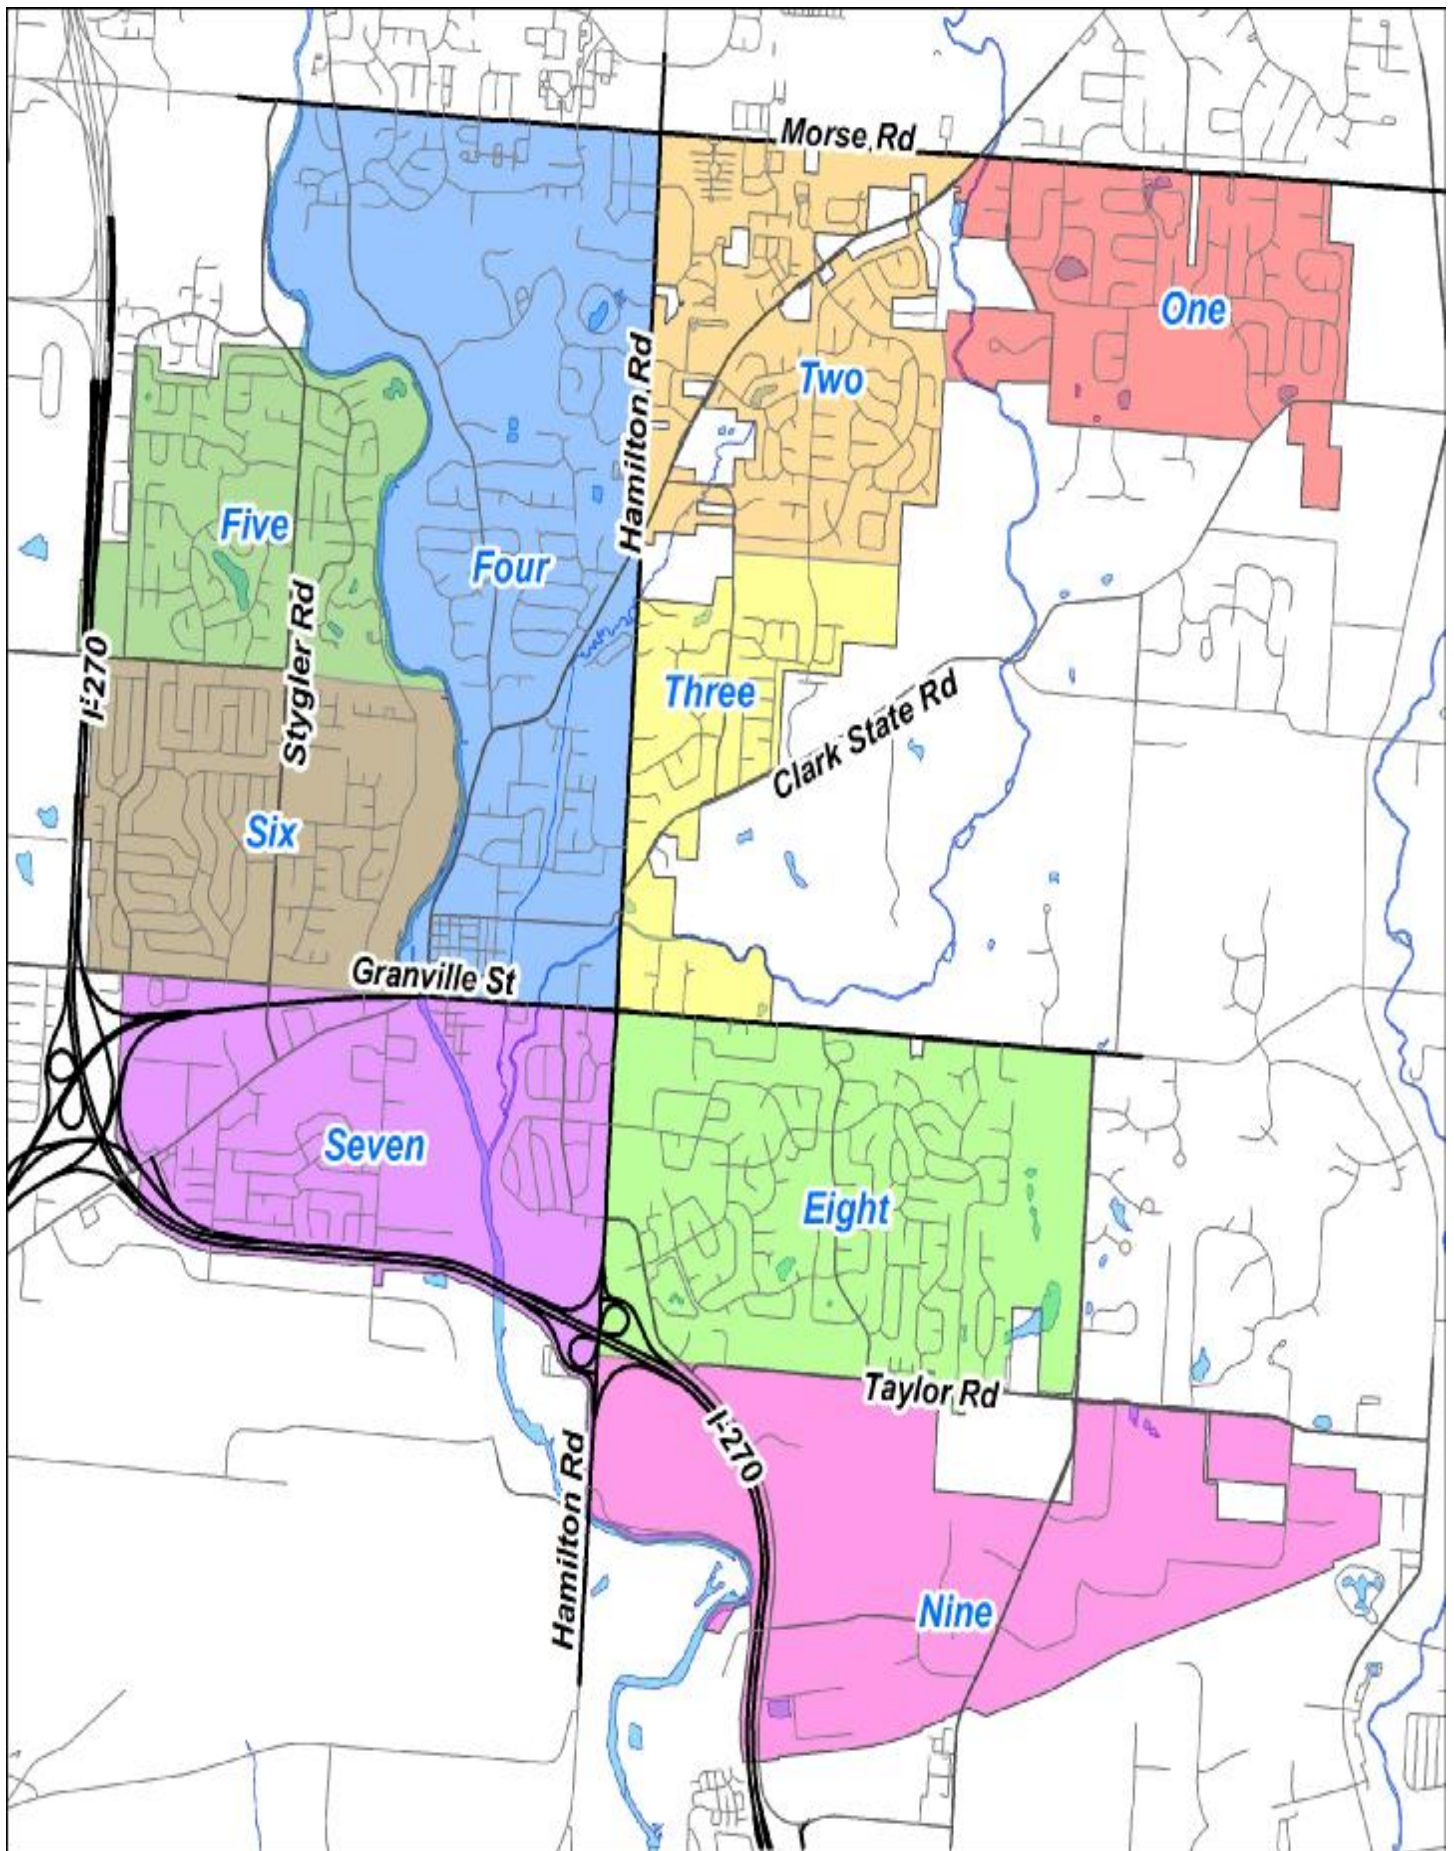 Morse Rd
One
Two
Hamilton Rd
Five
Four
Stygler Rd
I-270
Three
Clark State Rd
Six
Granville St
Seven
Eight
Taylor Rd
I-270
Hamilton Rd
Nine